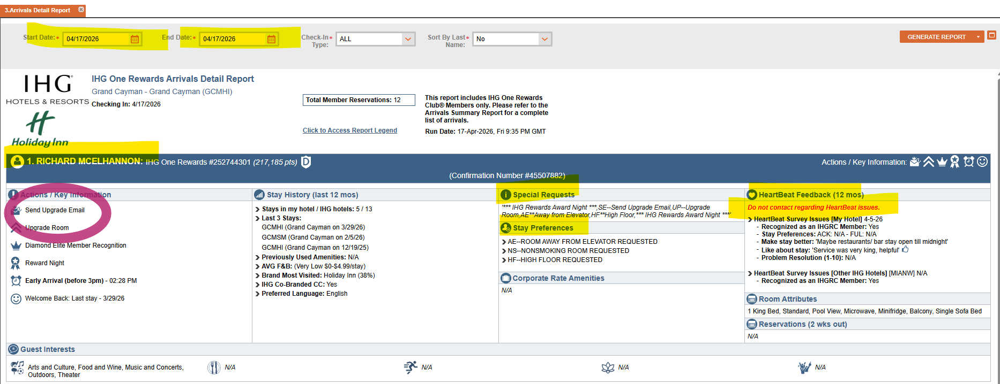 3.Arrivals Detail Report
Start Date:* 04/17/2026 End Date:* 04/17/2026 Check-In* Type: ALL Sort By Last* Name: No GENERATE REPORT
IHG
HOTELS & RESORTS
H
Holiday Inn
IHG One Rewards Arrivals Detail Report
Grand Cayman - Grand Cayman (GCMHI)
Checking In: 4/17/2026
Total Member Reservations: 12
Click to Access Report Legend
This report includes IHG One Rewards
Club® Members only. Please refer to the
Arrivals Summary Report for a complete
list of arrivals.
Run Date: 17-Apr-2026, Fri 9:35 PM GMT
1. RICHARD MCELHANNON: IHG One Rewards #252744301 (217,185 pts) D Actions / Key Information:
(Confirmation Number #45507882)
Actions / Key Information
Send Upgrade Email
Upgrade Room
Diamond Elite Member Recognition
Reward Night
Early Arrival (before 3pm) - 02:28 PM
Welcome Back: Last stay - 3/29/26
Stay History (last 12 mos)
Stays in my hotel / IHG hotels: 5 / 13
Last 3 Stays:
GCMHI (Grand Cayman on 3/29/26)
GCMSM (Grand Cayman on 2/5/26)
GCMHI (Grand Cayman on 12/19/25)
Previously Used Amenities: N/A
AVG F&B: (Very Low $0-$4.99/stay)
Brand Most Visited: Holiday Inn (38%)
IHG Co-Branded CC: Yes
Preferred Language: English
Special Requests
'*** IHG Rewards Award Night ***,SE--Send Upgrade Email,UP--Upgrade
Room,AE**Away from Elevator,HF**High Floor,*** IHG Rewards Award Night ***'
Stay Preferences
AE--ROOM AWAY FROM ELEVATOR REQUESTED
NS--NONSMOKING ROOM REQUESTED
HF--HIGH FLOOR REQUESTED
Corporate Rate Amenities
N/A
HeartBeat Feedback (12 mos)
Do not contact regarding HeartBeat issues.
HeartBeat Survey Issues [My Hotel] 4-5-26
- Recognized as an IHGRC Member: Yes
- Stay Preferences: ACK: N/A - FUL: N/A
- Make stay better: 'Maybe restaurants/ bar stay open till midnight'
- Like about stay: 'Service was very king, helpful'
- Problem Resolution (1-10): N/A
HeartBeat Survey Issues [Other IHG Hotels] [MIANW] N/A
- Recognized as an IHGRC Member: Yes
Room Attributes
1 King Bed, Standard, Pool View, Microwave, Minifridge, Balcony, Single Sofa Bed
Reservations (2 wks out)
N/A
Guest Interests
Arts and Culture, Food and Wine, Music and Concerts,
Outdoors, Theater
N/A
N/A
N/A
N/A